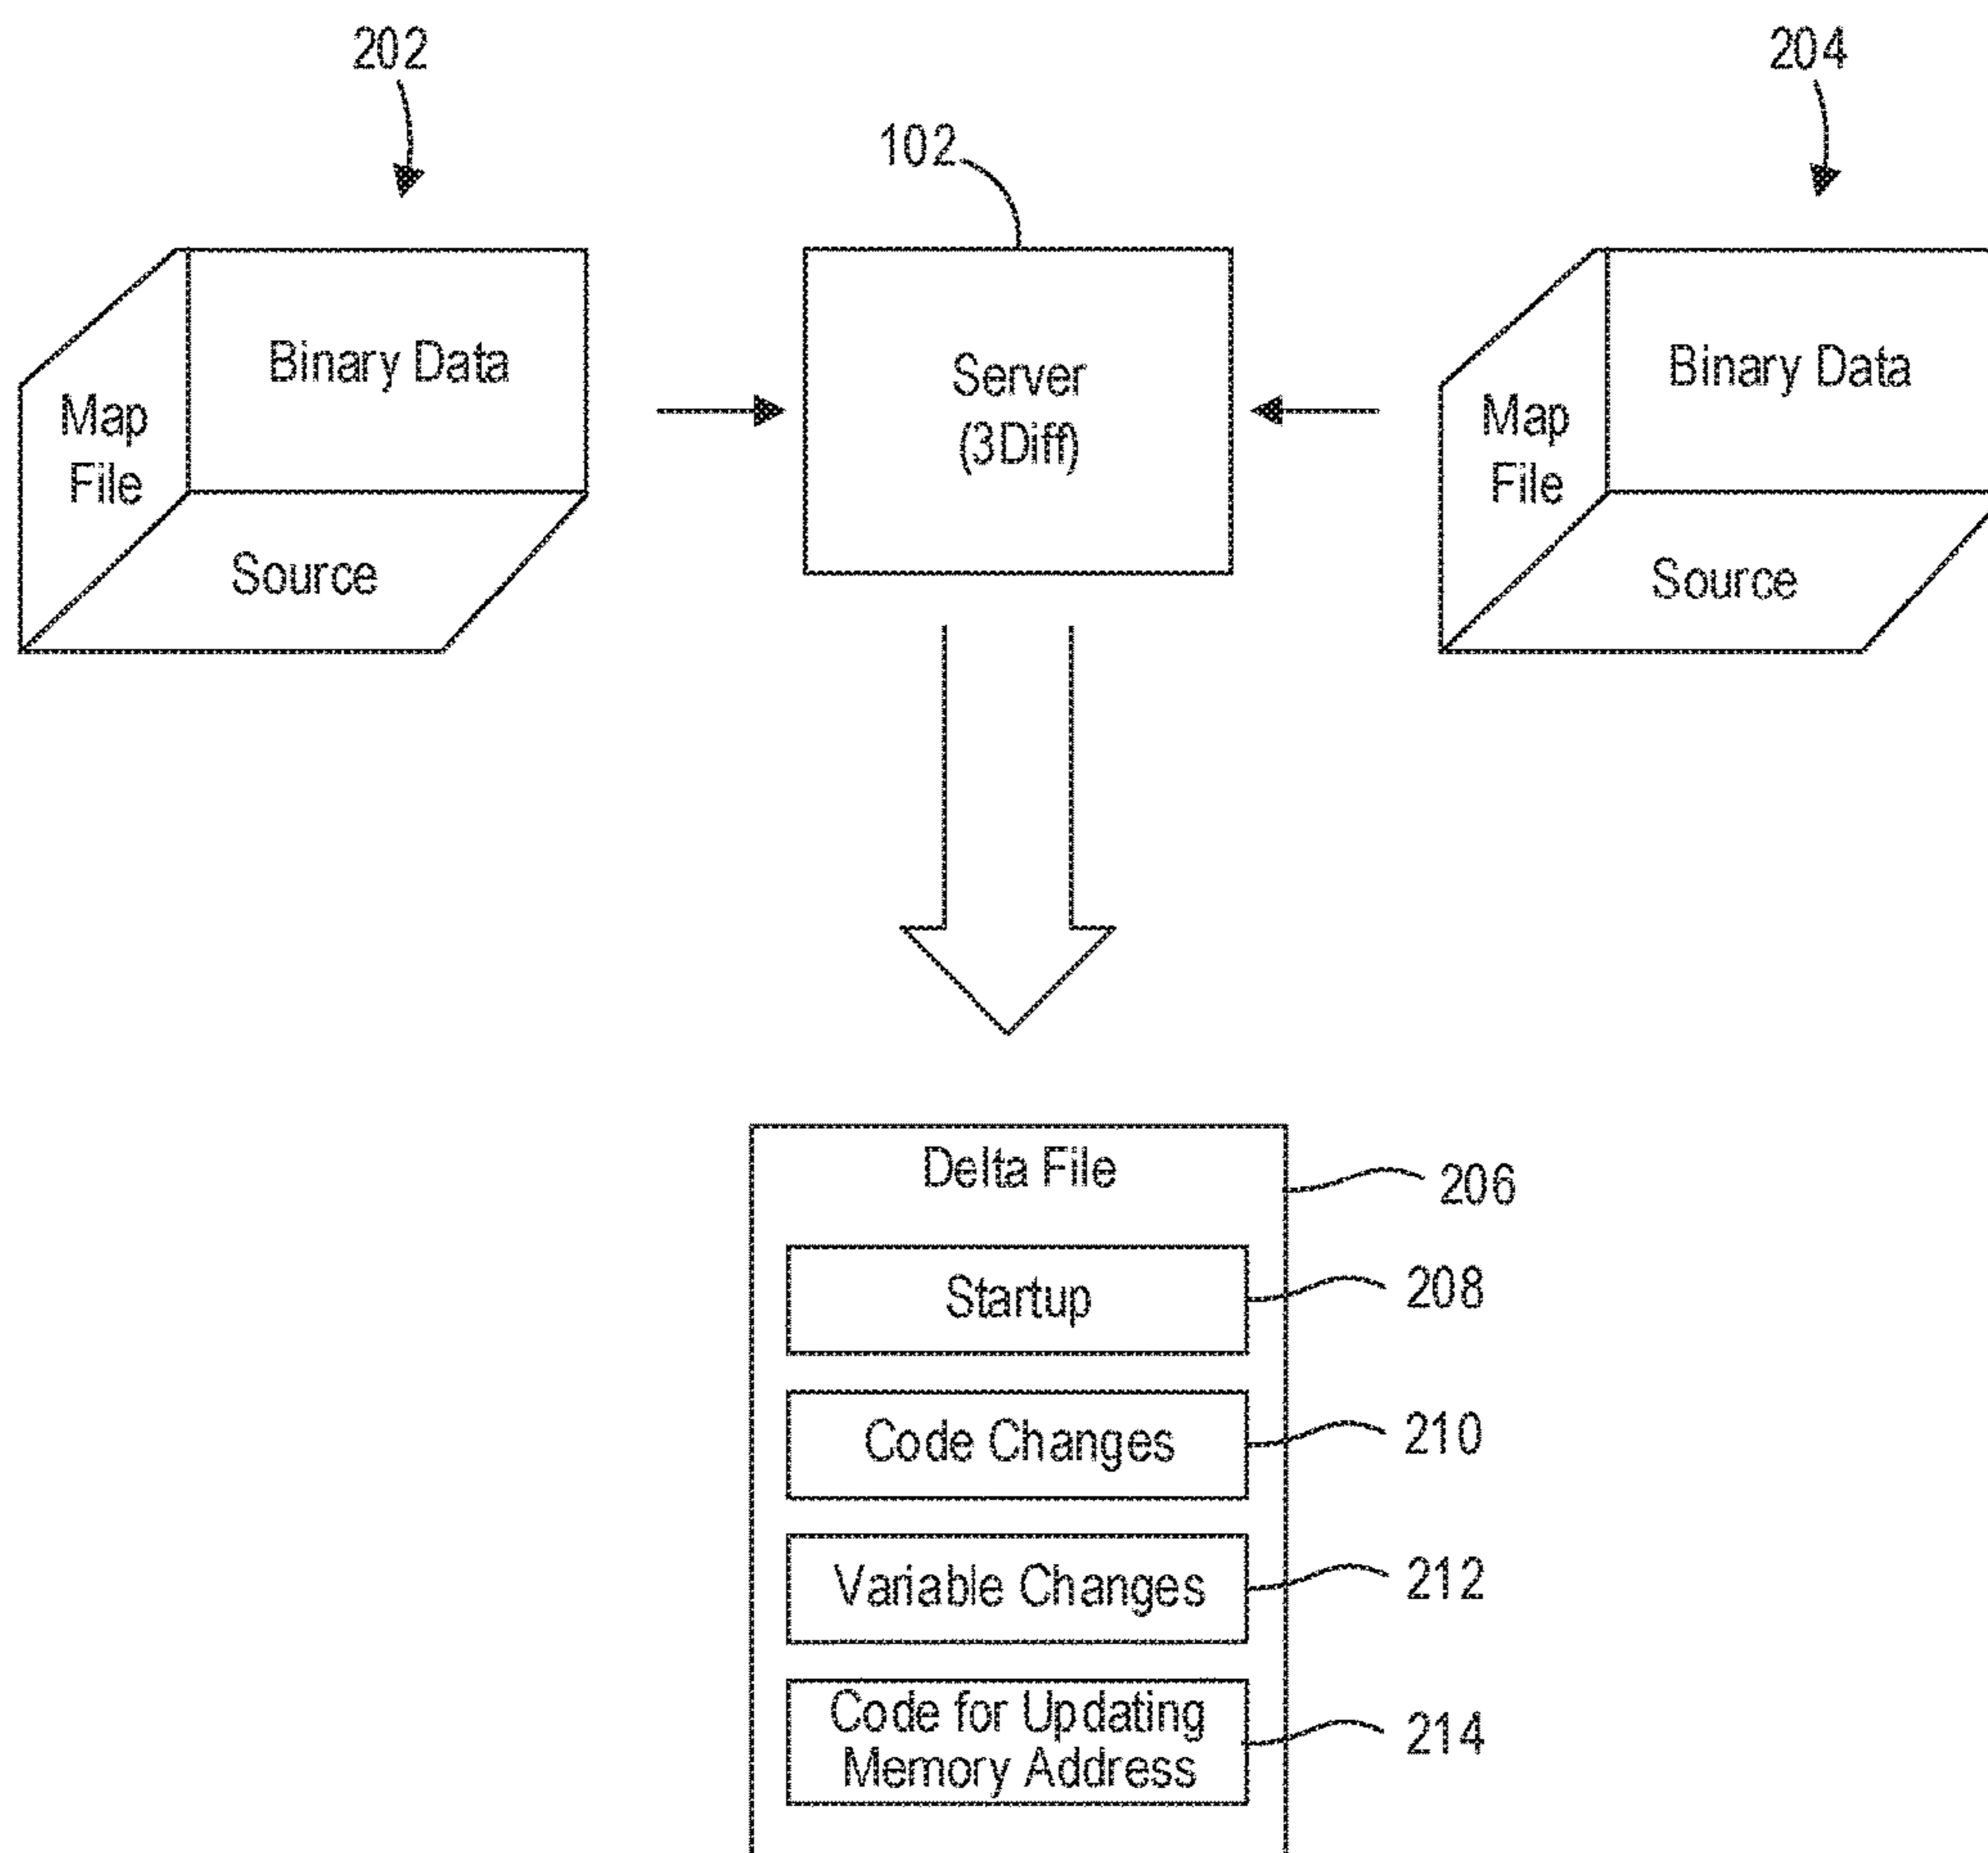 202
204
102
Binary Data
Map
File
Source
Server
(3Diff)
Binary Data
Map
File
Source
Delta File
206
Startup
208
Code Changes
210
Variable Changes
212
Code for Updating
Memory Address
214